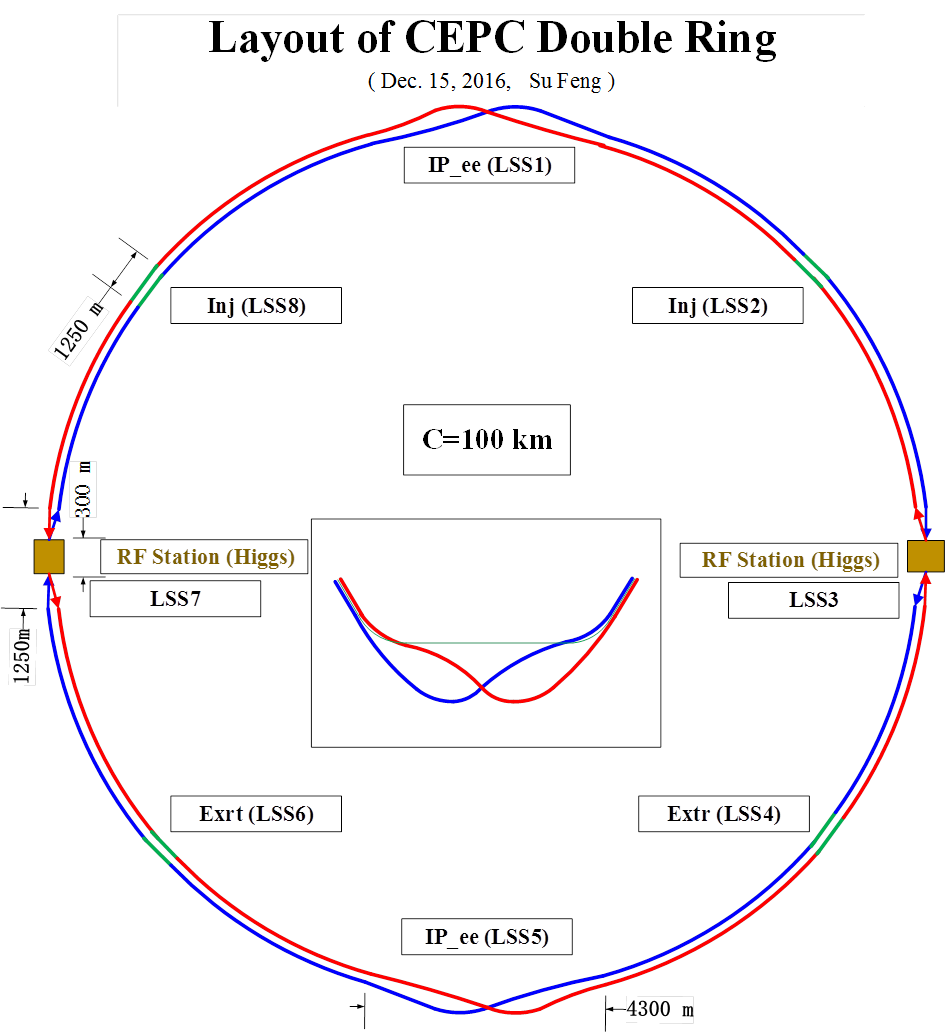 Layout of CEPC Double Ring
( Dec. 15, 2016, Su Feng )
IP_ee (LSS1)
1250 m
Inj (LSS8)
Inj (LSS2)
C=100 km
300 m
RF Station (Higgs)
RF Station (Higgs)
LSS7
LSS3
1250m
Exrt (LSS6)
Extr (LSS4)
IP_ee (LSS5)
4300 m